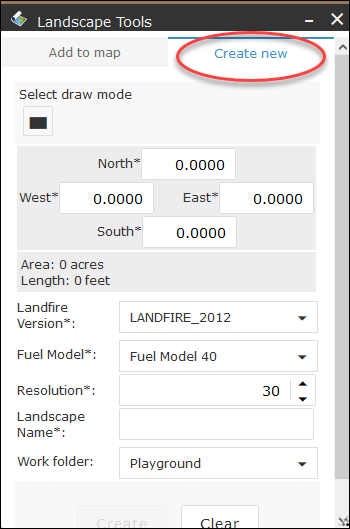 Landscape Tools
Add to map
Create new
Select draw mode
North* 0.0000
West* 0.0000 East* 0.0000
South* 0.0000
Area: 0 acres
Length: 0 feet
Landfire
Version*: LANDFIRE_2012
Fuel Model*: Fuel Model 40
Resolution*: 30
Landscape
Name*:
Work folder: Playground
Create Clear